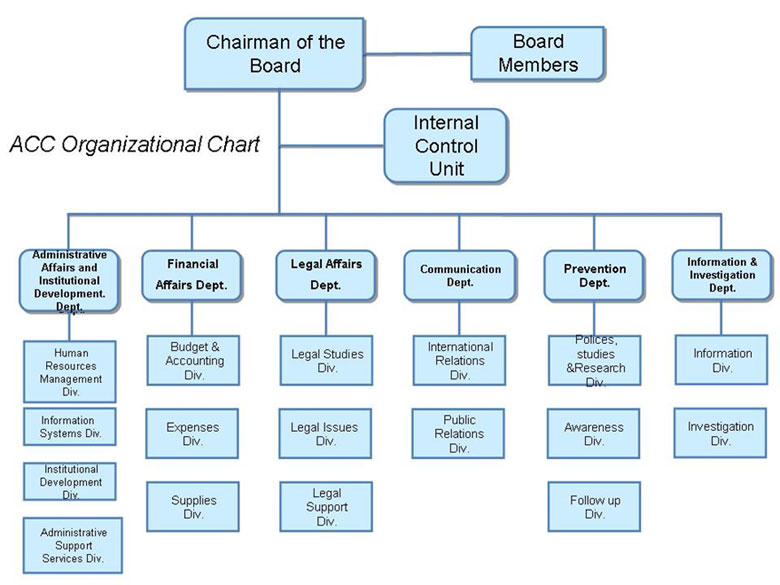 Chairman of the
Board
Board
Members
ACC Organizational Chart
Internal
Control
Unit
Administrative
Affairs and
Institutional
Development.
Dept.
Financial
Affairs Dept.
Legal Affairs
Dept.
Communication
Dept.
Prevention
Dept.
Information &
Investigation
Dept.
Human
Resources
Management
Div.
Information
Systems Div.
Institutional
Development
Div.
Administrative
Support
Services Div.
Budget &
Accounting
Div.
Expenses
Div.
Supplies
Div.
Legal Studies
Div.
Legal Issues
Div.
Legal
Support
Div.
International
Relations
Div.
Public
Relations
Div.
Polices,
studies
&Research
Div.
Awareness
Div.
Follow up
Div.
Information
Div.
Investigation
Div.